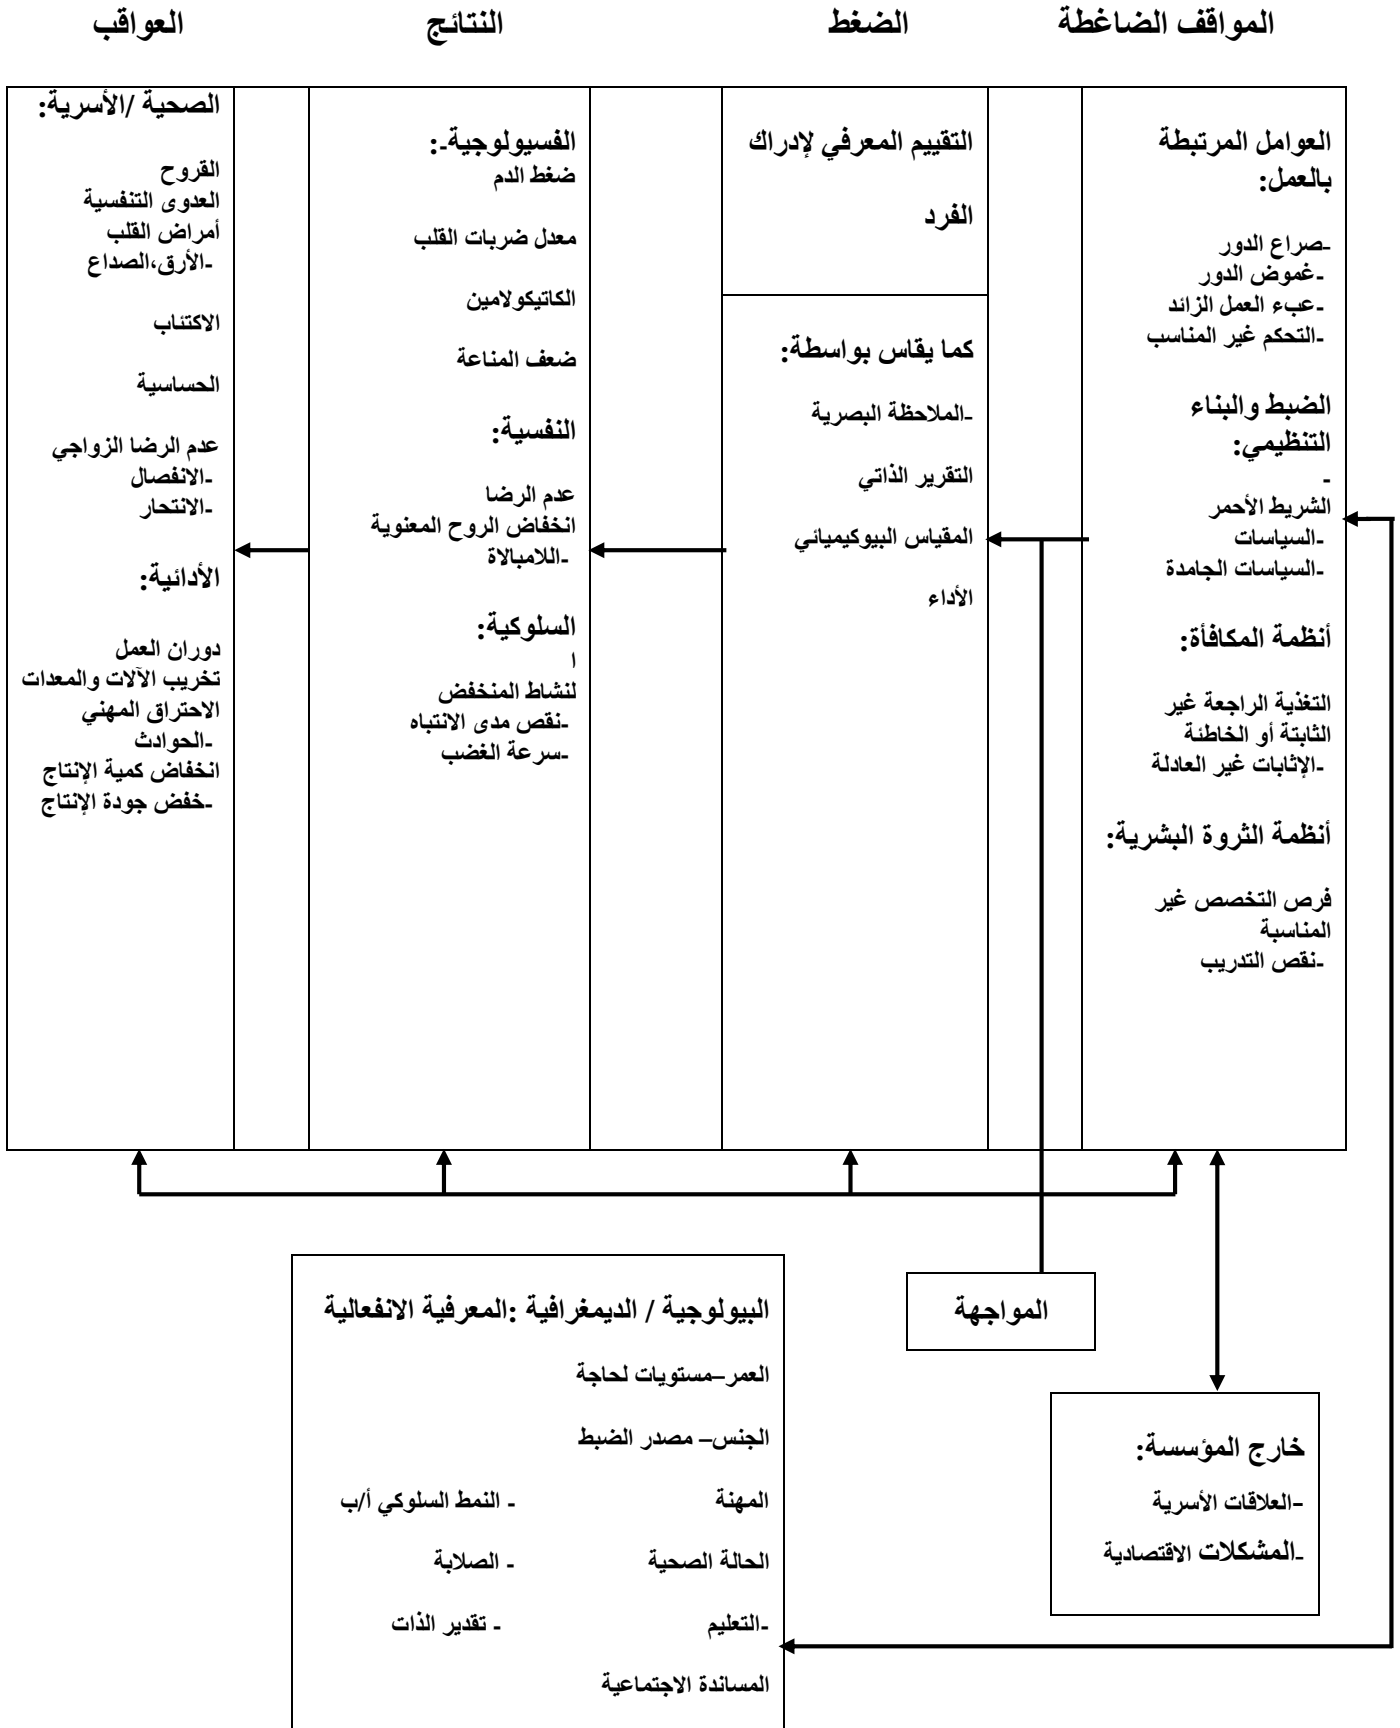 المواقف الضاغطة
الضغط
النتائج
العواقب
العوامل المرتبطة
بالعمل:
-صراع الدور
-غموض الدور
-عبء العمل الزائد
-التحكم غير المناسب
الضبط والبناء
التنظيمي:
-
الشريط الأحمر
-السياسات
-السياسات الجامدة
أنظمة المكافأة:
التغذية الراجعة غير
الثابتة أو الخاطئة
-الإثابات غير العادلة
أنظمة الثروة البشرية:
فرص التخصص غير
المناسبة
-نقص التدريب
التقييم المعرفي لإدراك
الفرد
كما يقاس بواسطة:
-الملاحظة البصرية
التقرير الذاتي
المقياس البيوكيميائي
الأداء
الفسيولوجية-:
ضغط الدم
معدل ضربات القلب
الكاتيكولامين
ضعف المناعة
النفسية:
عدم الرضا
انخفاض الروح المعنوية
-اللامبالاة
السلوكية:
ا
لنشاط المنخفض
-نقص مدى الانتباه
-سرعة الغضب
الصحية /الأسرية:
القروح
العدوى التنفسية
أمراض القلب
-الأرق،الصداع
الاكتئاب
الحساسية
عدم الرضا الزواجي
-الانفصال
-الانتحار
الأدائية:
دوران العمل
تخريب الآلات والمعدات
الاحتراق المهني
-الحوادث
انخفاض كمية الإنتاج
-خفض جودة الإنتاج
المواجهة
خارج المؤسسة:
-العلاقات الأسرية
-المشكلات الاقتصادية
البيولوجية / الديمغرافية :المعرفية الانفعالية
العمر–مستويات لحاجة
الجنس– مصدر الضبط
المهنة - النمط السلوكي أ/ب
الحالة الصحية - الصلابة
-التعليم - تقدير الذات
المساندة الاجتماعية